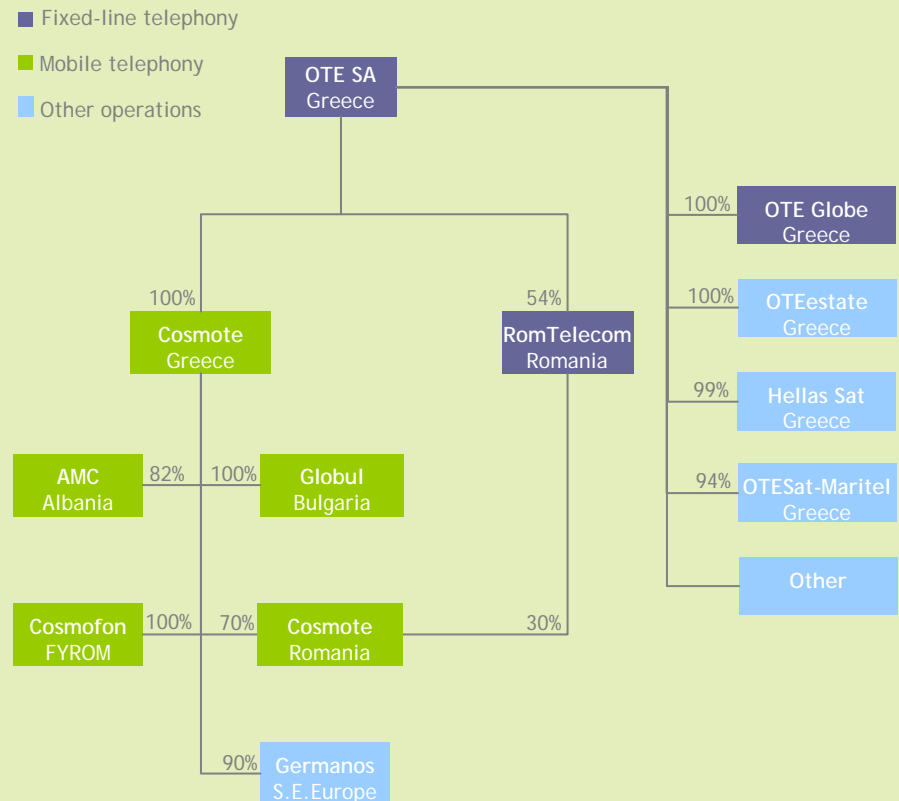 Fixed-line telephony
Mobile telephony
Other operations
OTE SA
Greece
100%
OTE Globe
Greece
100%
OTEestate
Greece
99%
Hellas Sat
Greece
94%
OTESat-Maritel
Greece
Other
100%
Cosmote
Greece
54%
RomTelecom
Romania
AMC
Albania
82%
100%
Globul
Bulgaria
Cosmofon
FYROM
100%
70%
Cosmote
Romania
30%
90%
Germanos
S.E.Europe